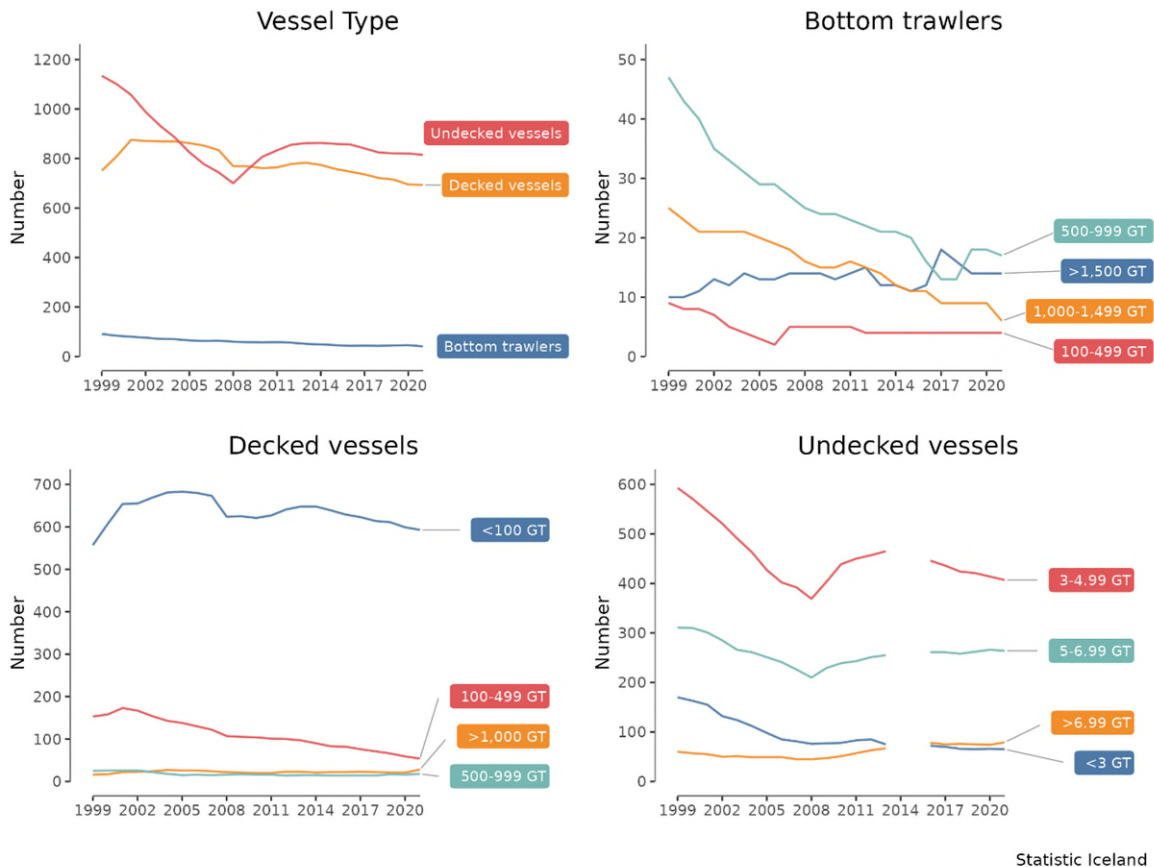 Vessel Type
Number
1200
1000
800
600
400
200
0
1999 2002 2005 2008 2011 2014 2017 2020
Undecked vessels
Decked vessels
Bottom trawlers
Bottom trawlers
Number
50
40
30
20
10
0
1999 2002 2005 2008 2011 2014 2017 2020
500-999 GT
>1,500 GT
1,000-1,499 GT
100-499 GT
Decked vessels
Number
700
600
500
400
300
200
100
0
1999 2002 2005 2008 2011 2014 2017 2020
<100 GT
100-499 GT
>1,000 GT
500-999 GT
Undecked vessels
Number
600
500
400
300
200
100
0
1999 2002 2005 2008 2011 2014 2017 2020
3-4.99 GT
5-6.99 GT
>6.99 GT
<3 GT
Statistic Iceland